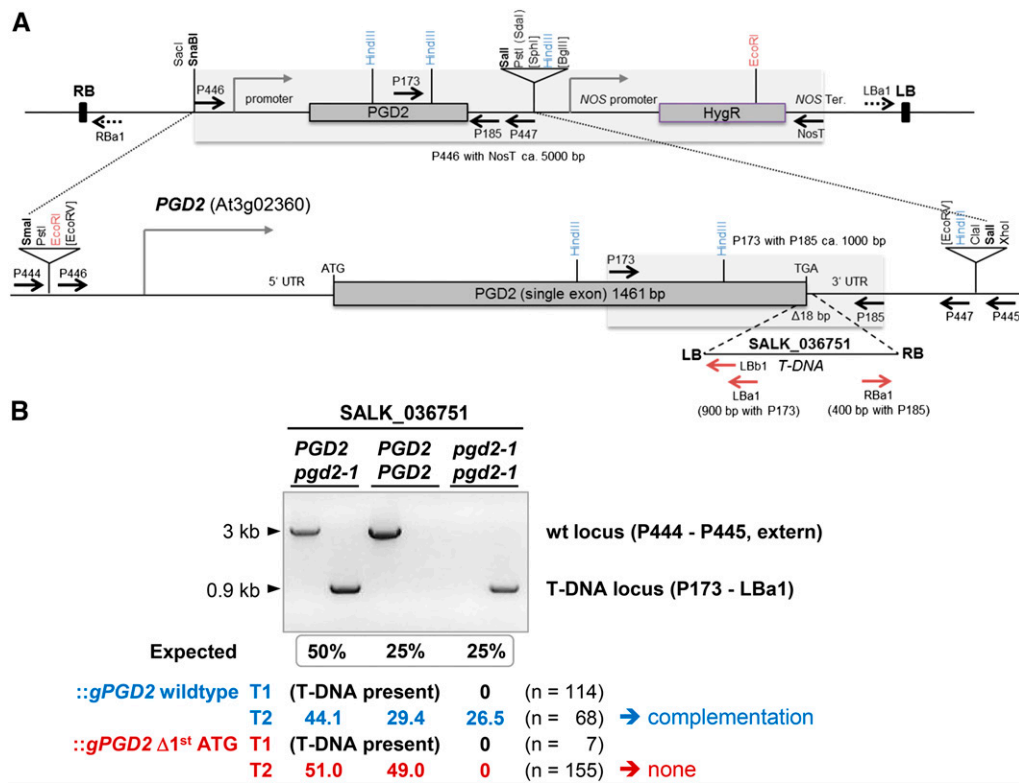 A
SacI
SnaBI
HindIII
HindIII
SalI
PstI (SdaI)
[SphI]
HindIII
[BglII]
EcoRI
RB
P446
promoter
P173
NOS promoter
NOS Ter.
LBa1
LB
RBa1
PGD2
P185
P447
HygR
NosT
P446 with NosT ca. 5000 bp
SmaI
PstI
EcoRI
[EcoRV]
PGD2 (At3g02360)
HindIII
HindIII
P173 with P185 ca. 1000 bp
[EcoRV]
HindIII
ClaI
SalI
XhoI
P444
P446
5' UTR
ATG
P173
TGA
3' UTR
PGD2 (single exon) 1461 bp
Δ18 bp
P185
P447
P445
SALK_036751
LB
RB
LBb1
T-DNA
LBa1
(900 bp with P173)
RBa1
(400 bp with P185)
B
SALK_036751
PGD2 PGD2 pgd2-1
pgd2-1 PGD2 pgd2-1
3 kb
wt locus (P444 - P445, extern)
0.9 kb
T-DNA locus (P173 - LBa1)
Expected 50% 25% 25%
::gPGD2 wildtype T1 (T-DNA present) 0 (n = 114)
T2 44.1 29.4 26.5 (n = 68) ➔ complementation
::gPGD2 Δ1st ATG T1 (T-DNA present) 0 (n = 7)
T2 51.0 49.0 0 (n = 155) ➔ none